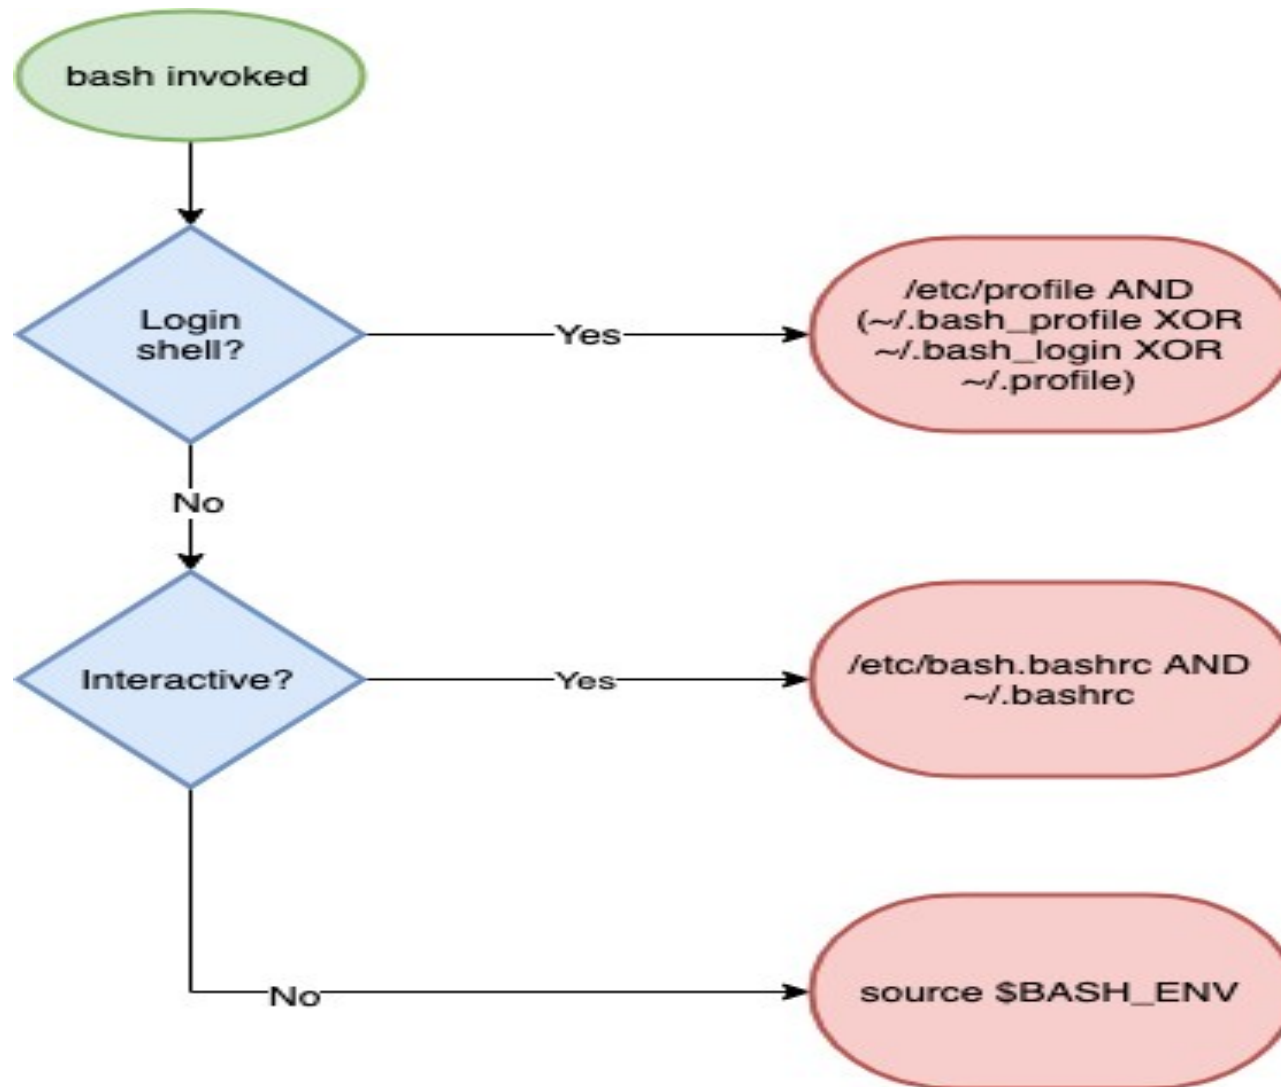 bash invoked
Login
shell?
Yes
/etc/profile AND
(~/.bash_profile XOR
~/.bash_login XOR
~/.profile)
No
Interactive?
Yes
/etc/bash.bashrc AND
~/.bashrc
No
source $BASH_ENV